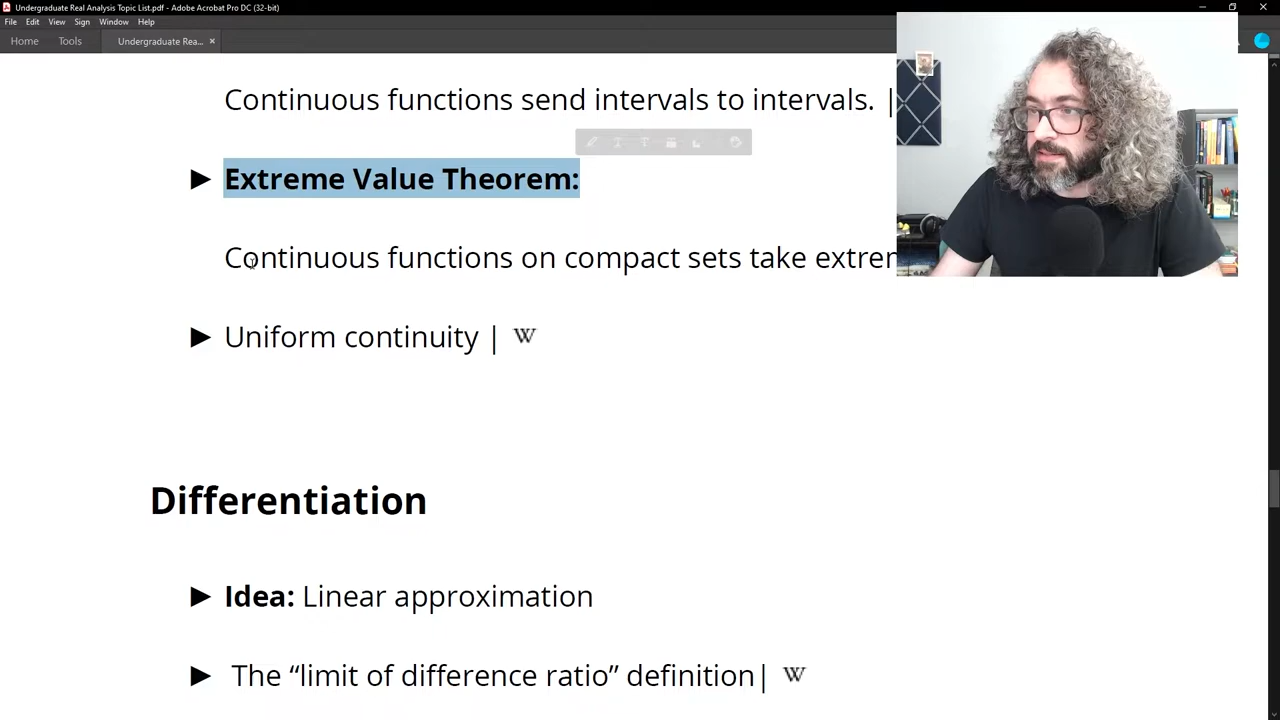 Undergraduate Real Analysis Topic List.pdf - Adobe Acrobat Pro DC (32-bit)
File Edit View Sign Window Help
Home Tools Undergraduate Rea... ×
Continuous functions send intervals to intervals. |
► Extreme Value Theorem:
Continuous functions on compact sets take extrem
► Uniform continuity | W
Differentiation
► Idea: Linear approximation
► The “limit of difference ratio” definition| W